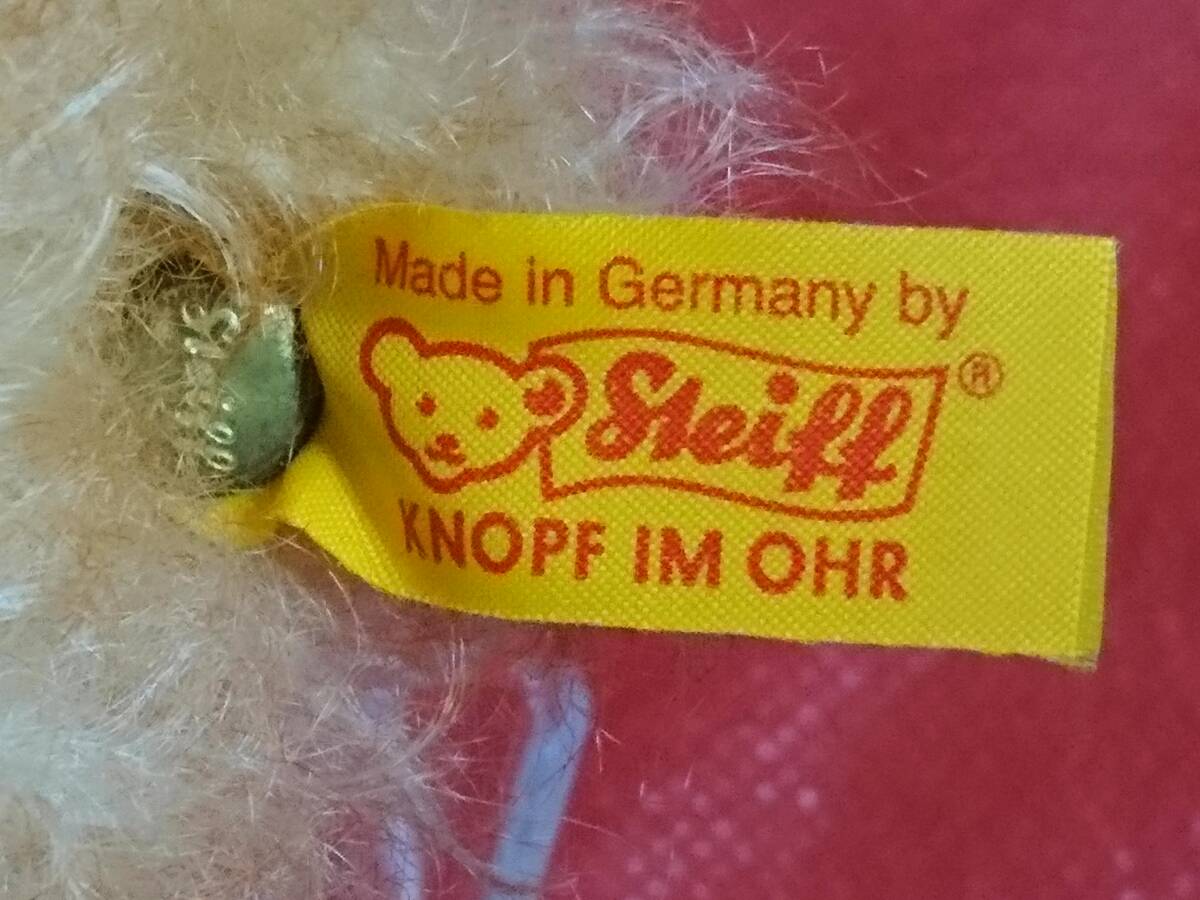 Made in Germany by
Steiff®
KNOPF IM OHR